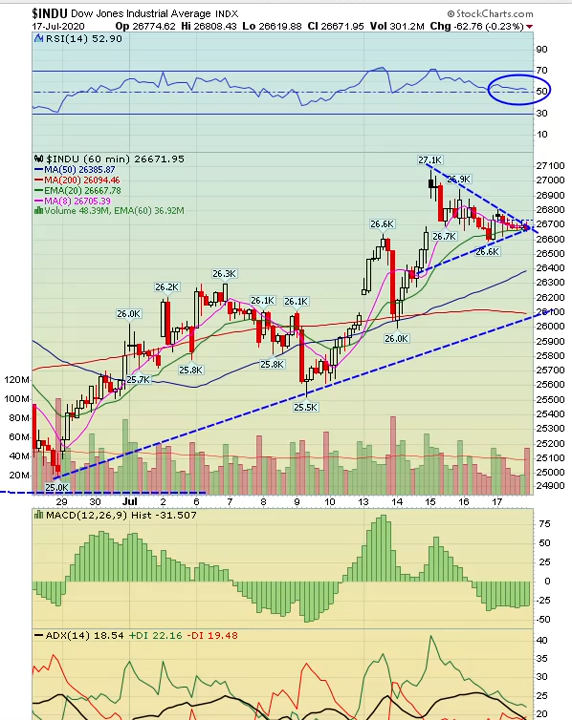 $INDU Dow Jones Industrial Average INDX
© StockCharts.com
17-Jul-2020 Op 26774.62 Hi 26808.43 Lo 26619.88 Cl 26671.95 Vol 301.2M Chg -62.76 (-0.23%)
RSI(14) 52.90
90
70
50
30
10
$INDU (60 min) 26671.95
MA(50) 26385.87
MA(200) 26094.46
EMA(20) 26667.78
MA(8) 26705.39
Volume 48.39M, EMA(60) 36.92M
27.1K
26.9K
26.7K
26.6K
26.6K
26.0K
26.3K
26.2K
26.1K
26.1K
26.0K
25.8K
25.8K
25.7K
25.5K
25.0K
27100
27000
26900
26800
26700
26600
26500
26400
26300
26200
26100
26000
25900
25800
25700
25600
25500
25400
25300
25200
25100
25000
24900
120M
100M
80M
60M
40M
20M
29 30 Jul 2 6 7 8 9 10 13 14 15 16 17
MACD(12,26,9) Hist -31.507
75
50
25
0
-25
-50
ADX(14) 18.54 +DI 22.16 -DI 19.48
40
35
30
25
20